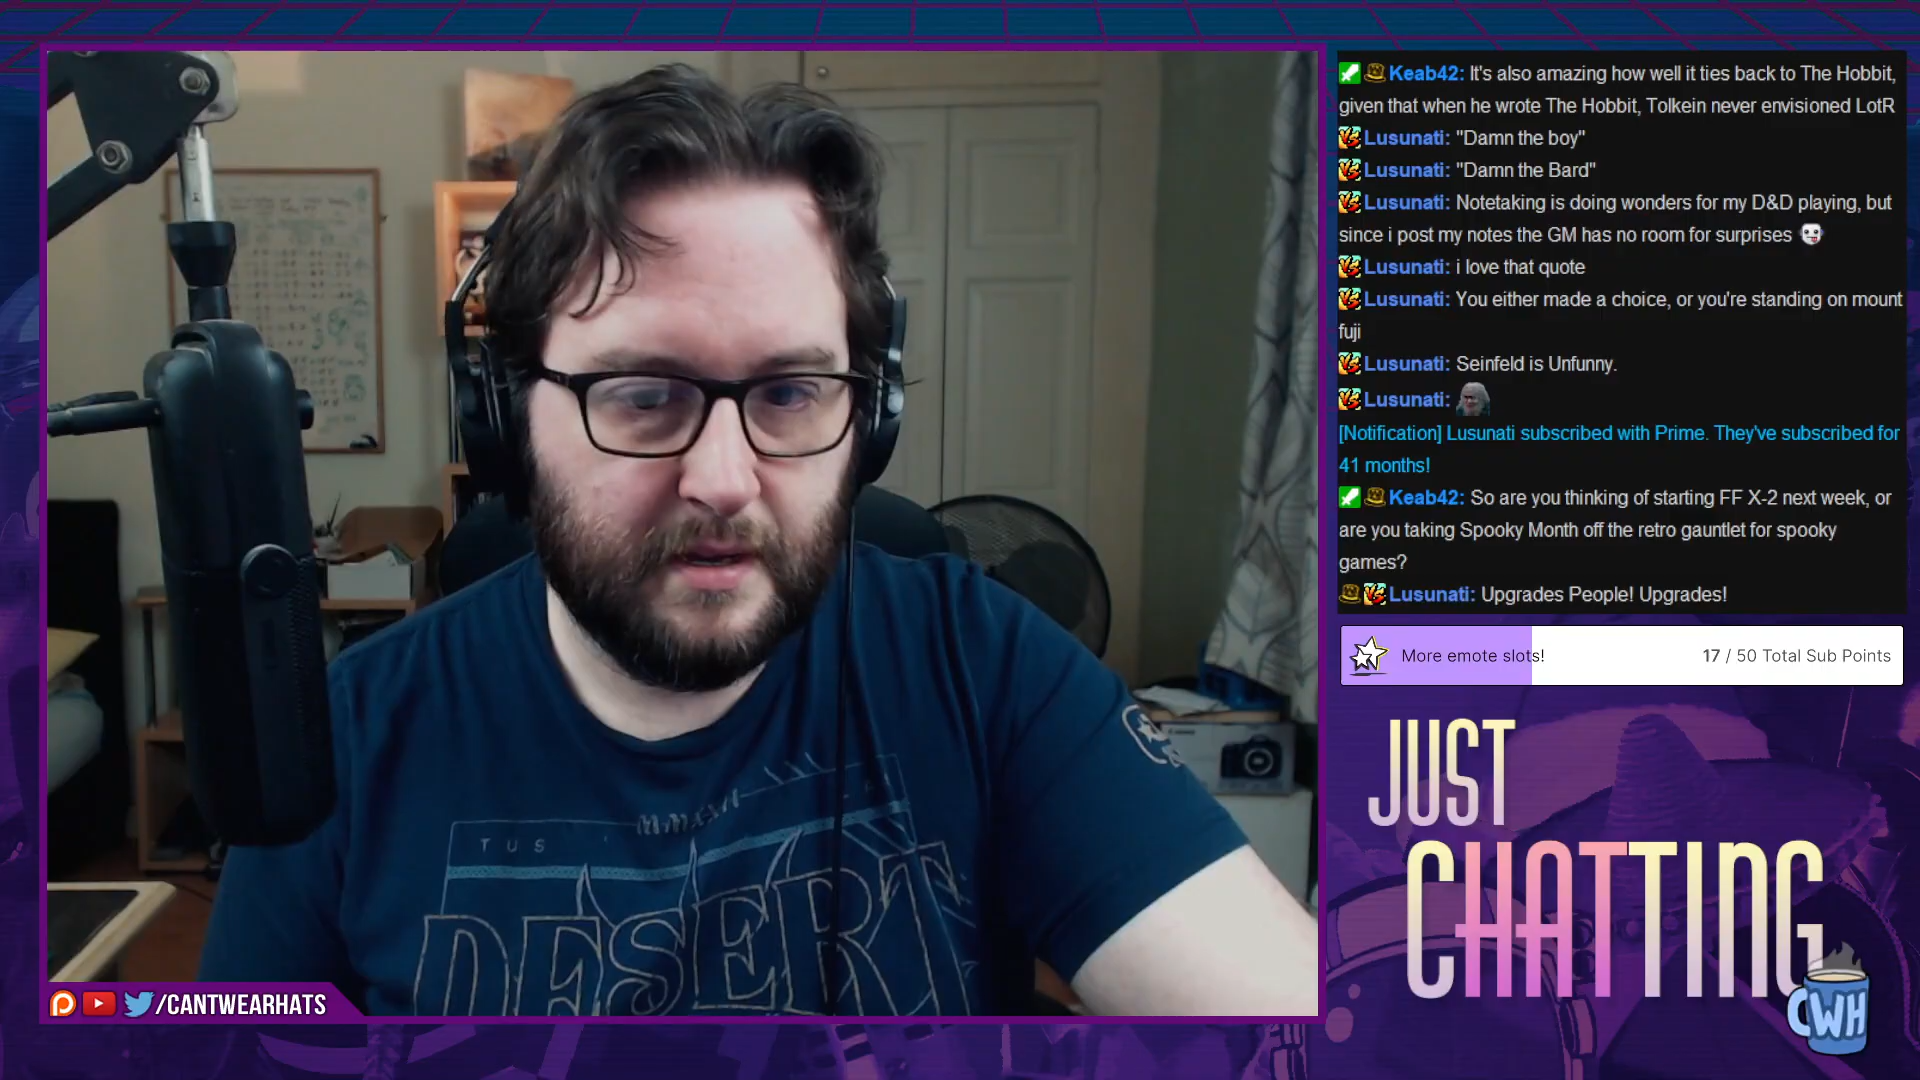 Keab42: It's also amazing how well it ties back to The Hobbit,
given that when he wrote The Hobbit, Tolkein never envisioned LotR
Lusunati: "Damn the boy"
Lusunati: "Damn the Bard"
Lusunati: Notetaking is doing wonders for my D&D playing, but
since i post my notes the GM has no room for surprises
Lusunati: i love that quote
Lusunati: You either made a choice, or you're standing on mount
fuji
Lusunati: Seinfeld is Unfunny.
Lusunati:
[Notification] Lusunati subscribed with Prime. They've subscribed for
41 months!
Keab42: So are you thinking of starting FF X-2 next week, or
are you taking Spooky Month off the retro gauntlet for spooky
games?
Lusunati: Upgrades People! Upgrades!
More emote slots! 17 / 50 Total Sub Points
JUST
CHATTING
CWH
TUS
DESERT
/CANTWEARHATS